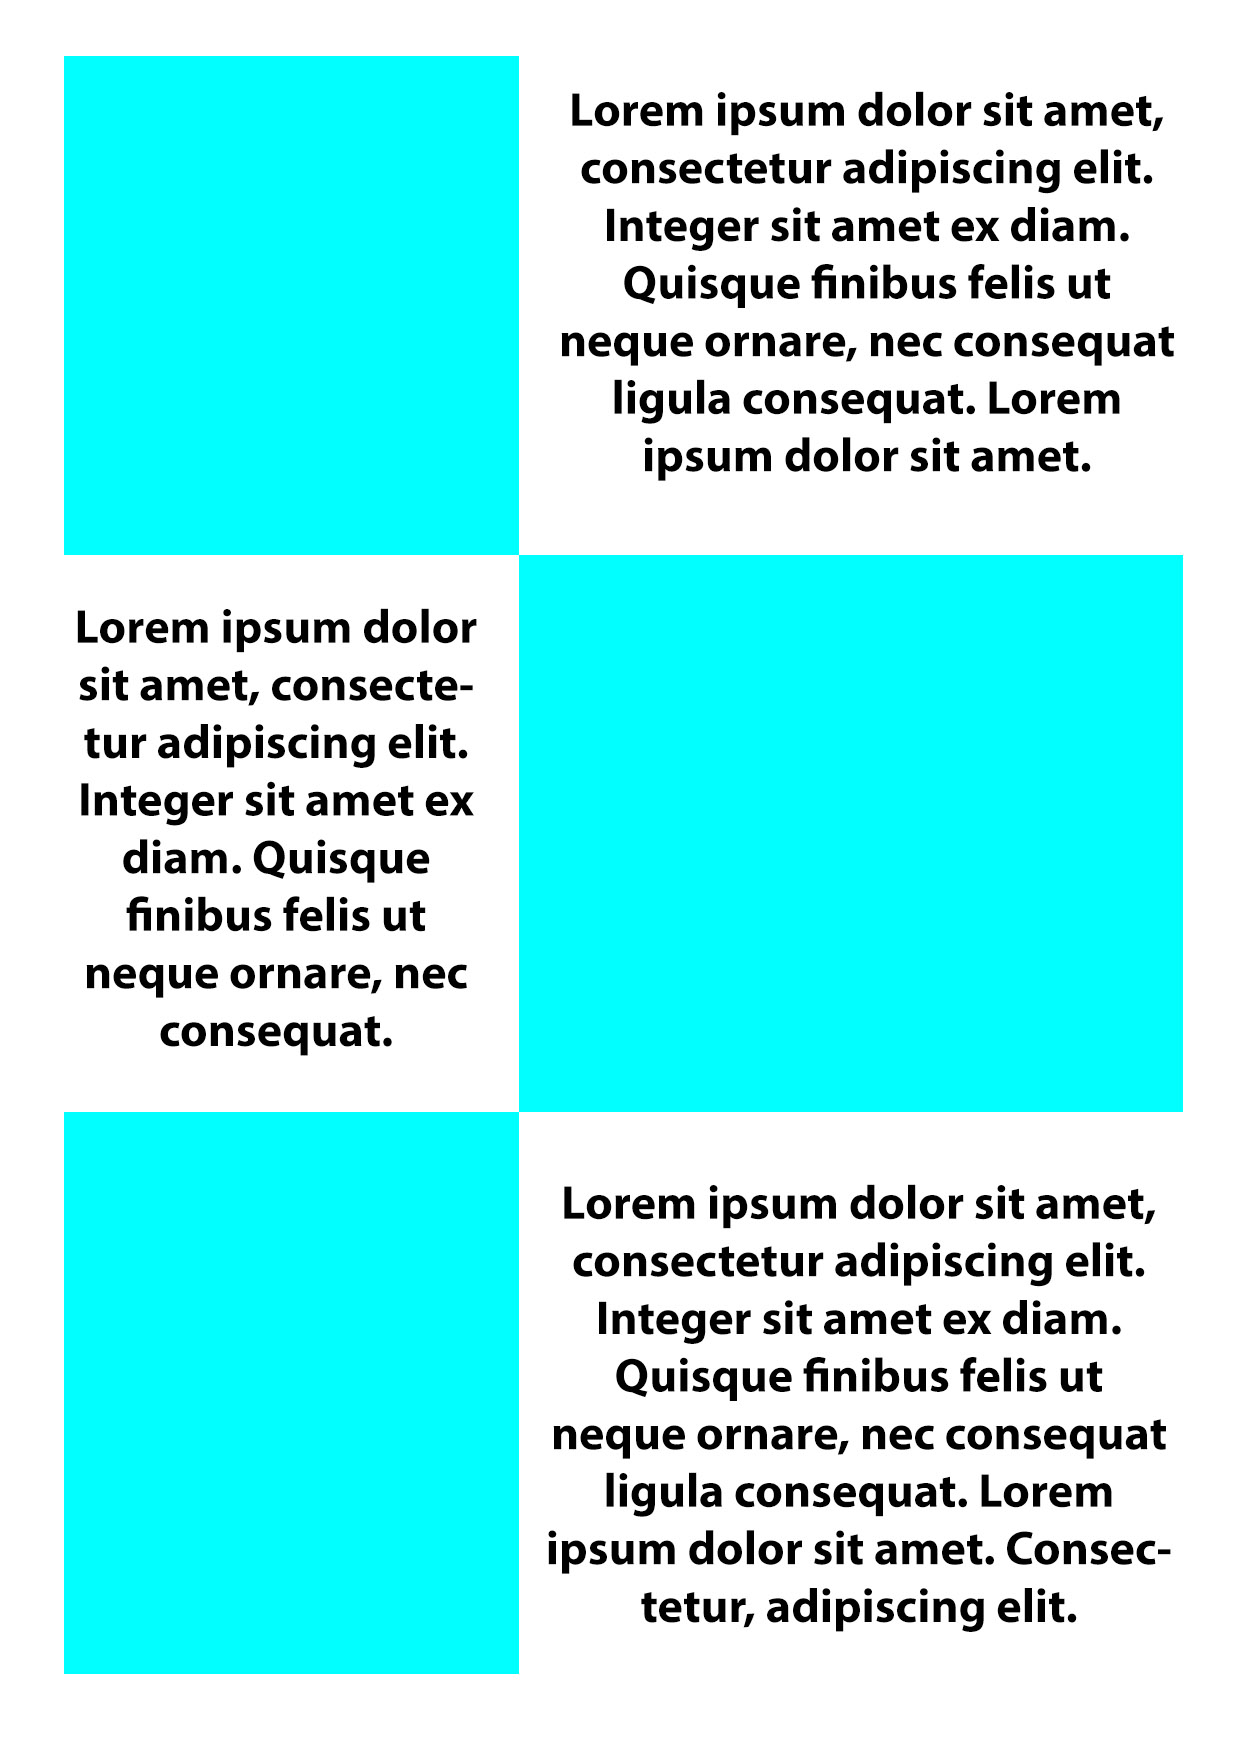 Lorem ipsum dolor sit amet,
consectetur adipiscing elit.
Integer sit amet ex diam.
Quisque finibus felis ut
neque ornare, nec consequat
ligula consequat. Lorem
ipsum dolor sit amet.
Lorem ipsum dolor
sit amet, consecte-
tur adipiscing elit.
Integer sit amet ex
diam. Quisque
finibus felis ut
neque ornare, nec
consequat.
Lorem ipsum dolor sit amet,
consectetur adipiscing elit.
Integer sit amet ex diam.
Quisque finibus felis ut
neque ornare, nec consequat
ligula consequat. Lorem
ipsum dolor sit amet. Consec-
tetur, adipiscing elit.